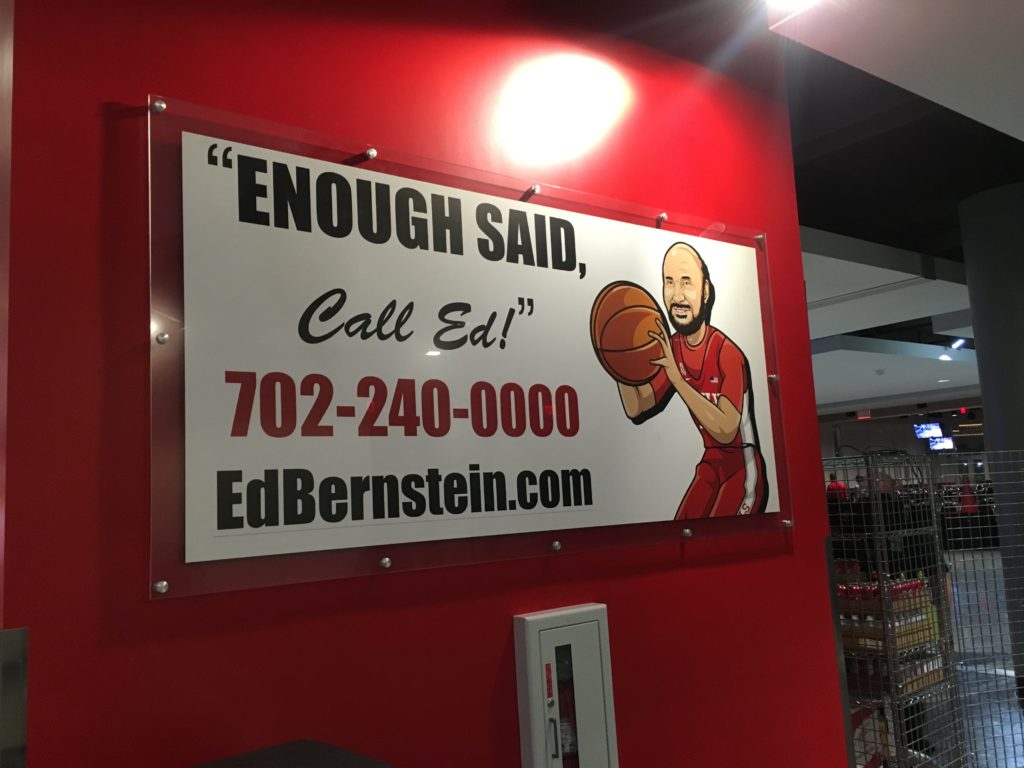 “ENOUGH SAID,
Call Ed!”
702-240-0000
EdBernstein.com